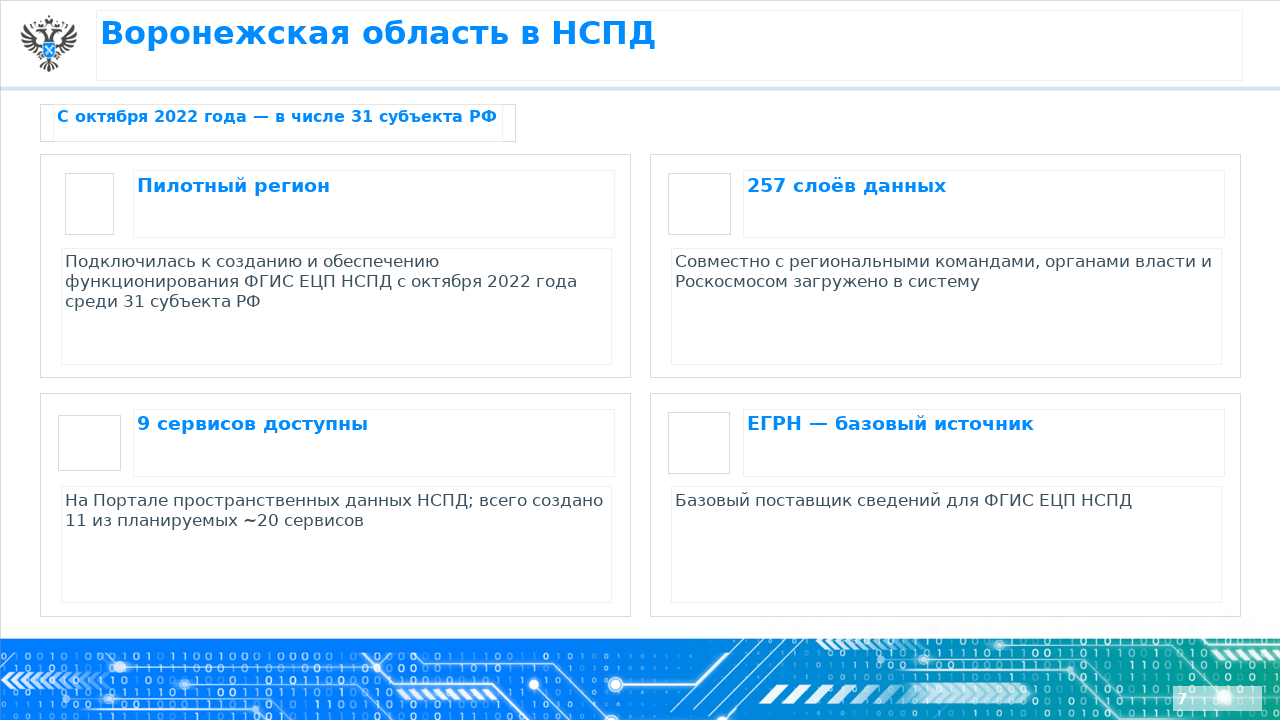 Воронежская область в НСПД
С октября 2022 года — в числе 31 субъекта РФ
Пилотный регион
Подключилась к созданию и обеспечению
функционирования ФГИС ЕЦП НСПД с октября 2022 года
среди 31 субъекта РФ
257 слоёв данных
Совместно с региональными командами, органами власти и
Роскосмосом загружено в систему
9 сервисов доступны
На Портале пространственных данных НСПД; всего создано
11 из планируемых ~20 сервисов
ЕГРН — базовый источник
Базовый поставщик сведений для ФГИС ЕЦП НСПД
7